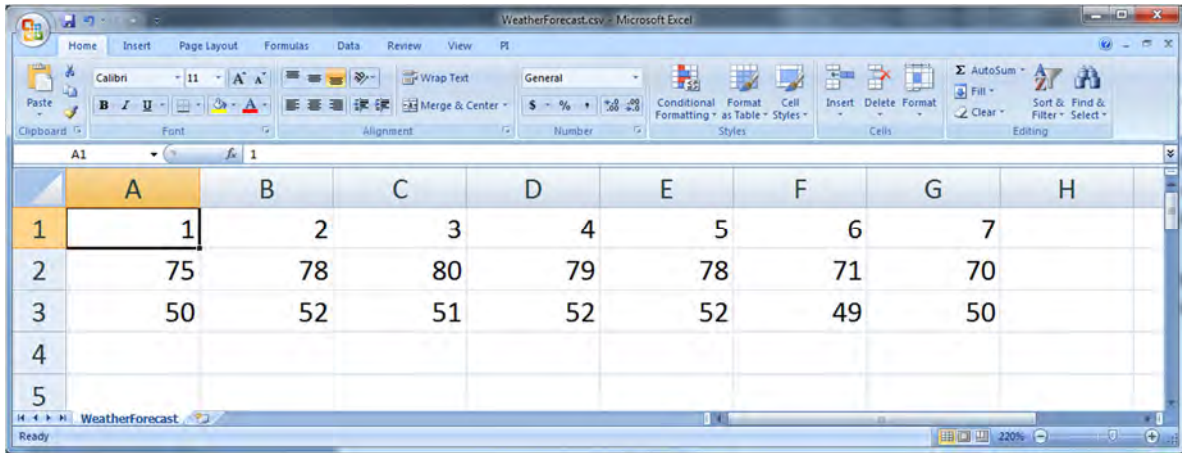 WeatherForecast.csv - Microsoft Excel
Home Insert Page Layout Formulas Data Review View PI
Calibri 11 A A Wrap Text General Σ AutoSum
Paste B I U A Merge & Center $ % , Conditional Formatting Format as Table Cell Styles Insert Delete Format Fill Clear Sort & Filter Find & Select
Clipboard Font Alignment Number Styles Cells Editing
A1 fx 1
A B C D E F G H
1 1 2 3 4 5 6 7
2 75 78 80 79 78 71 70
3 50 52 51 52 52 49 50
4
5
WeatherForecast
Ready 220%